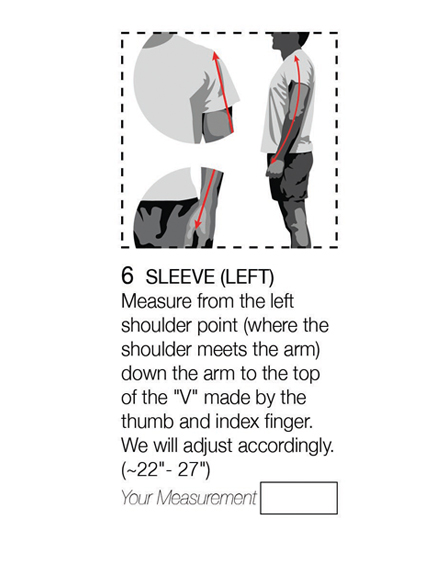 6 SLEEVE (LEFT)
Measure from the left
shoulder point (where the
shoulder meets the arm)
down the arm to the top
of the "V" made by the
thumb and index finger.
We will adjust accordingly.
(~22"- 27")
Your Measurement